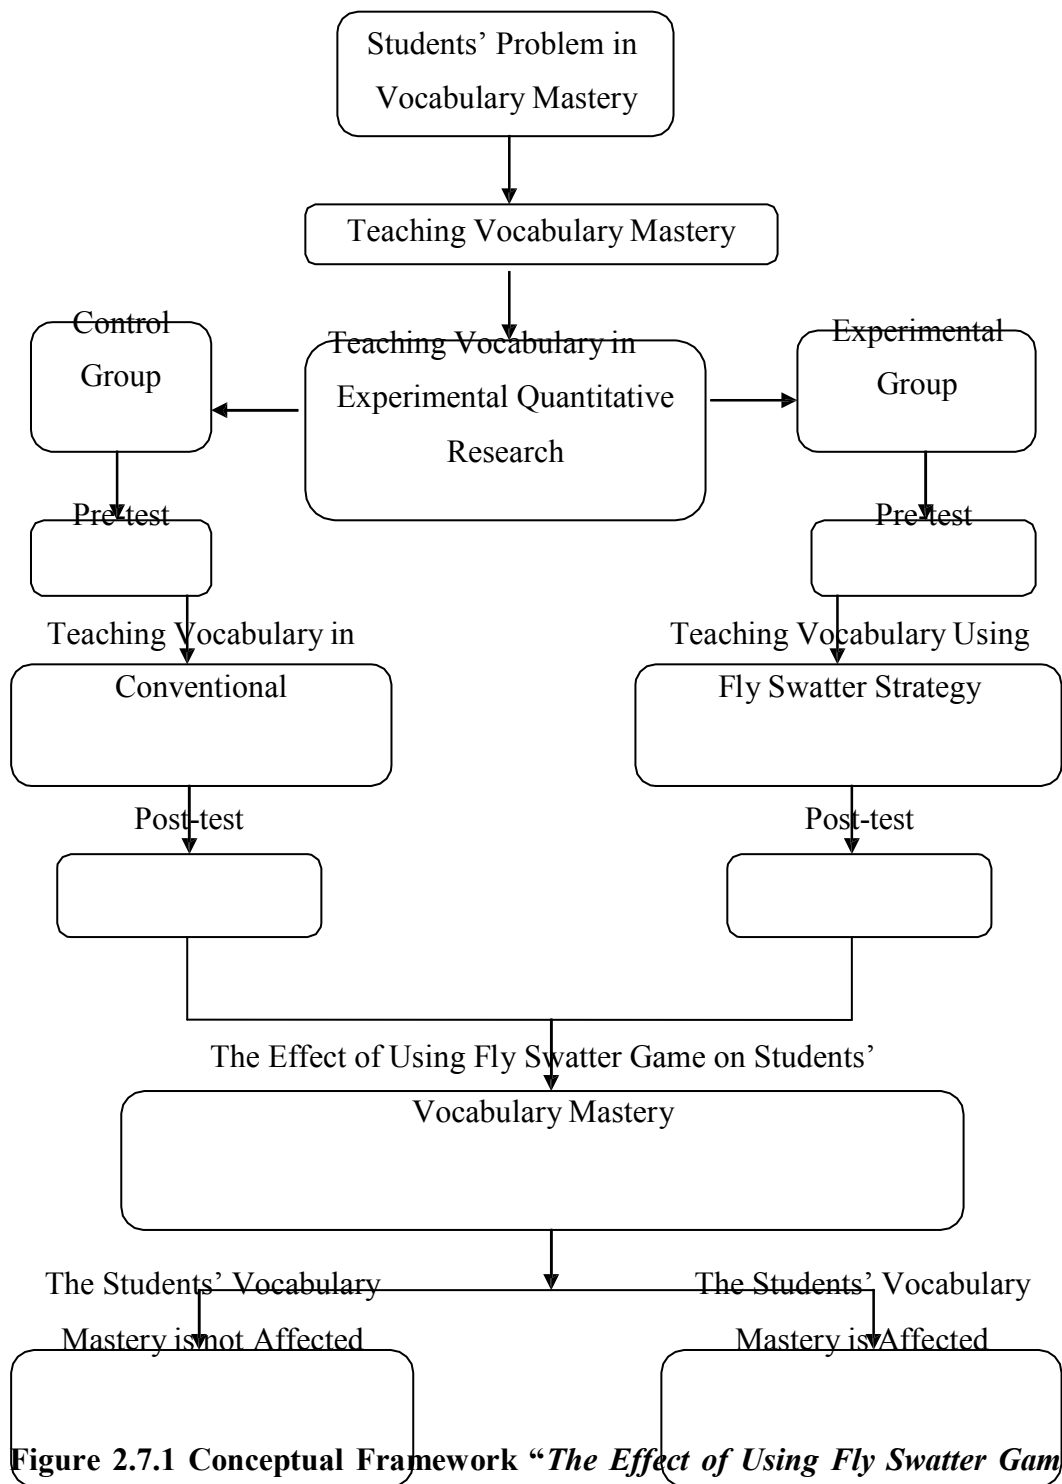 Students’ Problem in
Vocabulary Mastery
Teaching Vocabulary Mastery
Control
Group
Teaching Vocabulary in
Experimental Quantitative
Research
Experimental
Group
Pre-test
Pre-test
Teaching Vocabulary in
Conventional
Teaching Vocabulary Using
Fly Swatter Strategy
Post-test
Post-test
The Effect of Using Fly Swatter Game on Students’
Vocabulary Mastery
The Students’ Vocabulary
Mastery is not Affected
The Students’ Vocabulary
Mastery is Affected
Figure 2.7.1 Conceptual Framework “The Effect of Using Fly Swatter Gam